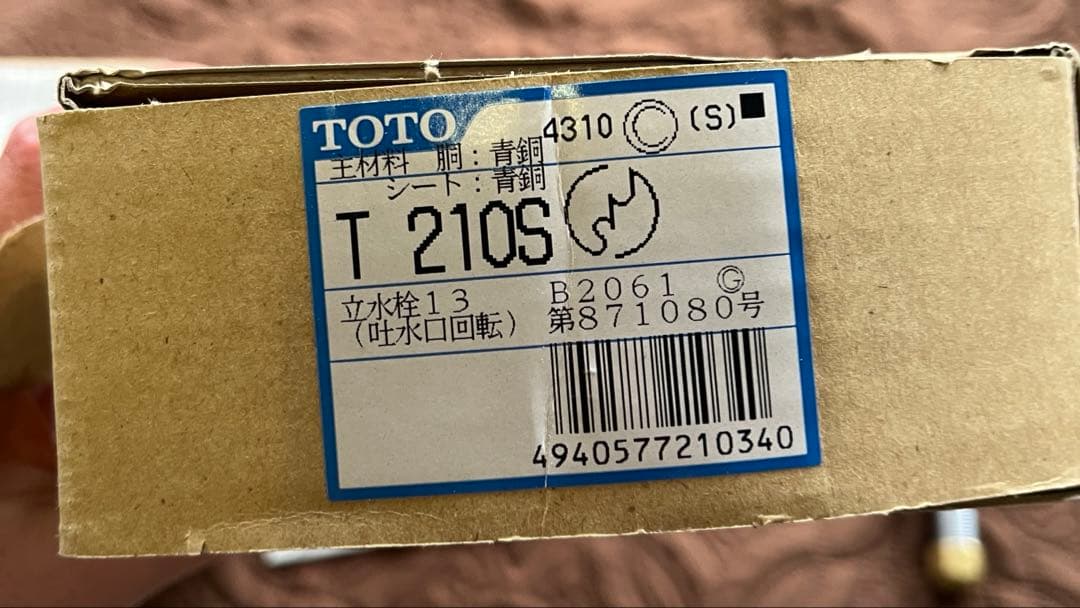 TOTO 4310 (S)■
主材料 胴：青銅
シート：青銅
T 210S
立水栓13 B2061 G
（吐水口回転） 第871080号
4940577210340